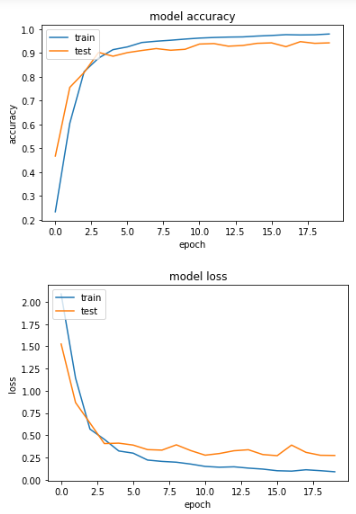 model accuracy
1.0
0.9
0.8
0.7
0.6
0.5
0.4
0.3
0.2
accuracy
train
test
0.0 2.5 5.0 7.5 10.0 12.5 15.0 17.5
epoch
model loss
2.00
1.75
1.50
1.25
1.00
0.75
0.50
0.25
0.00
loss
train
test
0.0 2.5 5.0 7.5 10.0 12.5 15.0 17.5
epoch